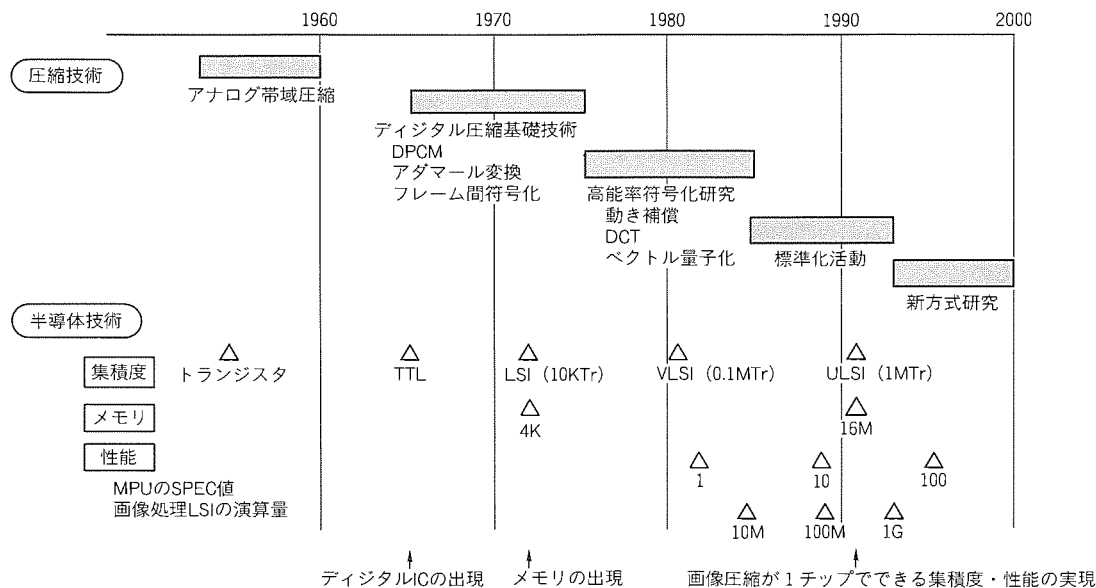 1960 1970 1980 1990 2000
圧縮技術
アナログ帯域圧縮
ディジタル圧縮基礎技術
DPCM
アダマール変換
フレーム間符号化
高能率符号化研究
動き補償
DCT
ベクトル量子化
標準化活動
新方式研究
半導体技術
集積度
トランジスタ TTL LSI（10KTr） VLSI（0.1MTr） ULSI（1MTr）
メモリ
4K 16M
性能
1 10 100
MPUのSPEC値
画像処理LSIの演算量
10M 100M 1G
ディジタルICの出現 メモリの出現 画像圧縮が1チップでできる集積度・性能の実現